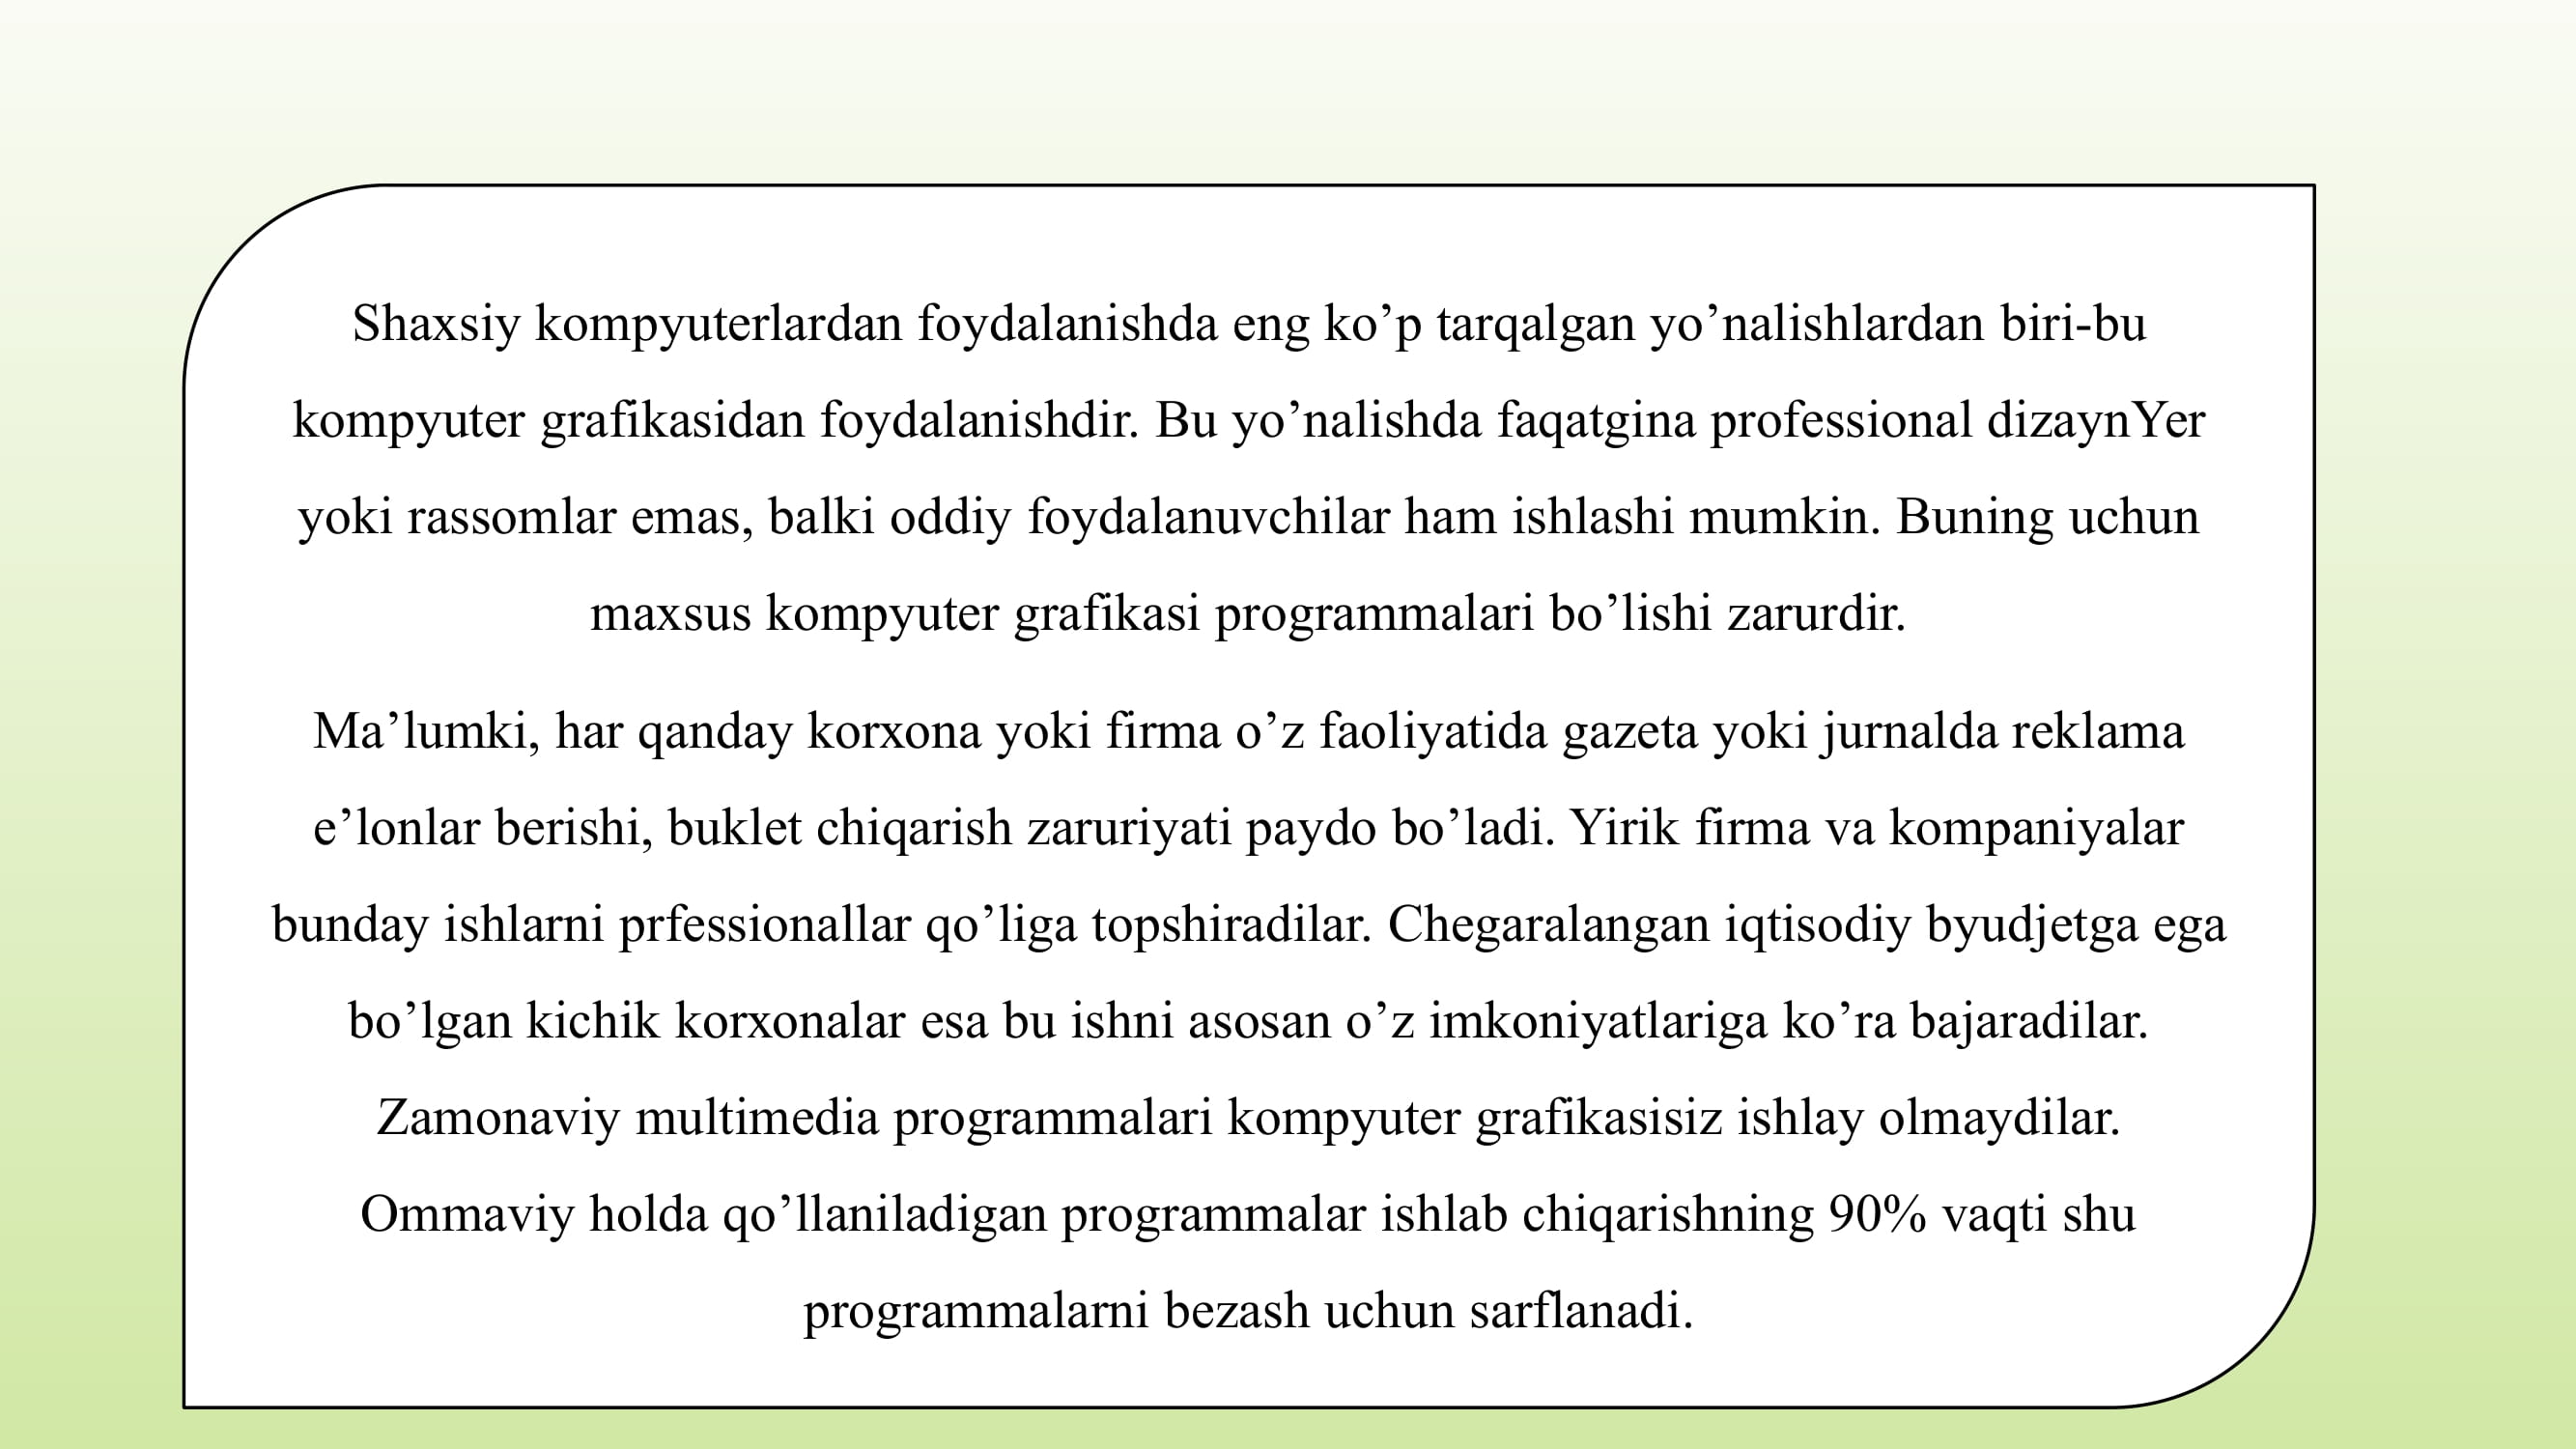 Shaxsiy kompyuterlardan foydalanishda eng ko’p tarqalgan yo’nalishlardan biri-bu
kompyuter grafikasidan foydalanishdir. Bu yo’nalishda faqatgina professional dizaynYer
yoki rassomlar emas, balki oddiy foydalanuvchilar ham ishlashi mumkin. Buning uchun
maxsus kompyuter grafikasi programmalari bo’lishi zarurdir.
Ma’lumki, har qanday korxona yoki firma o’z faoliyatida gazeta yoki jurnalda reklama
e’lonlar berishi, buklet chiqarish zaruriyati paydo bo’ladi. Yirik firma va kompaniyalar
bunday ishlarni prfessionallar qo’liga topshiradilar. Chegaralangan iqtisodiy byudjetga ega
bo’lgan kichik korxonalar esa bu ishni asosan o’z imkoniyatlariga ko’ra bajaradilar.
Zamonaviy multimedia programmalari kompyuter grafikasisiz ishlay olmaydilar.
Ommaviy holda qo’llaniladigan programmalar ishlab chiqarishning 90% vaqti shu
programmalarni bezash uchun sarflanadi.